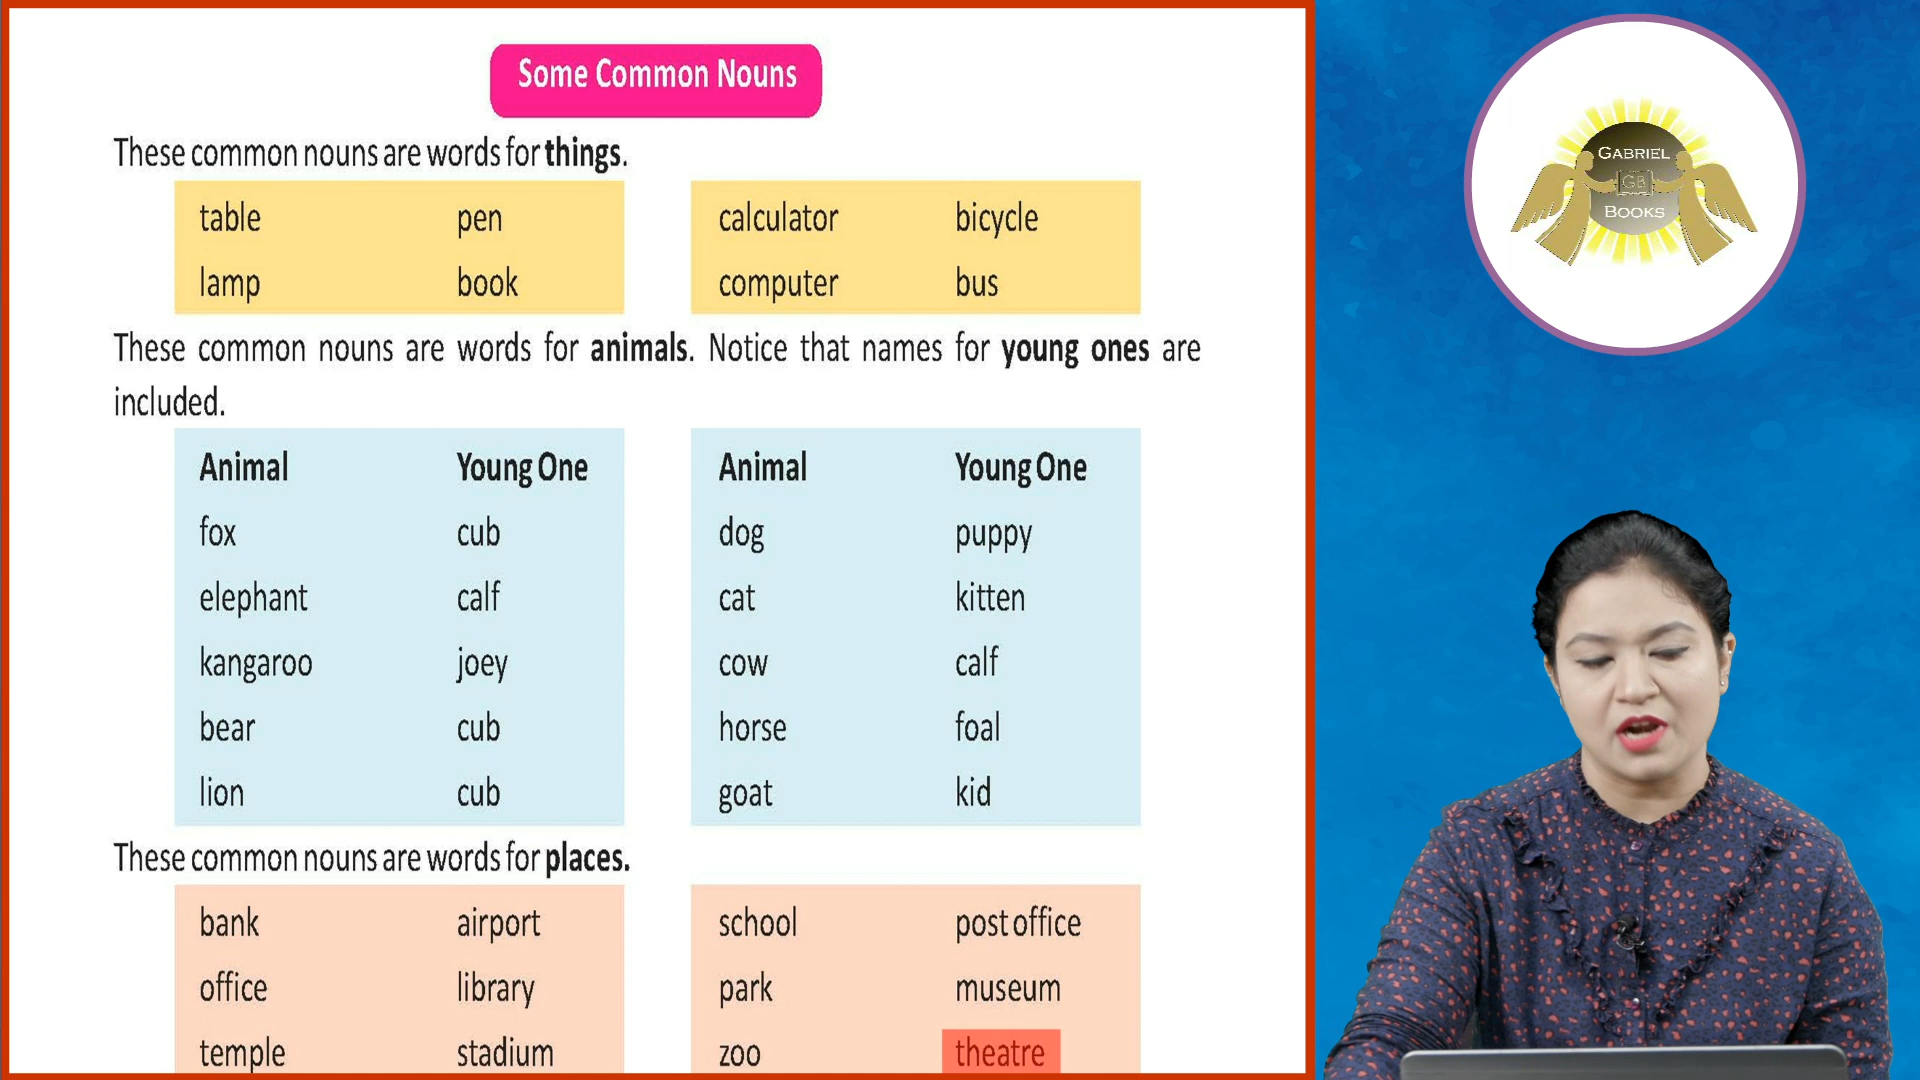 Some Common Nouns
These common nouns are words for things.
table pen calculator bicycle
lamp book computer bus
These common nouns are words for animals. Notice that names for young ones are
included.
Animal Young One Animal Young One
fox cub dog puppy
elephant calf cat kitten
kangaroo joey cow calf
bear cub horse foal
lion cub goat kid
These common nouns are words for places.
bank airport school post office
office library park museum
temple stadium zoo theatre
GABRIEL
GB
BOOKS